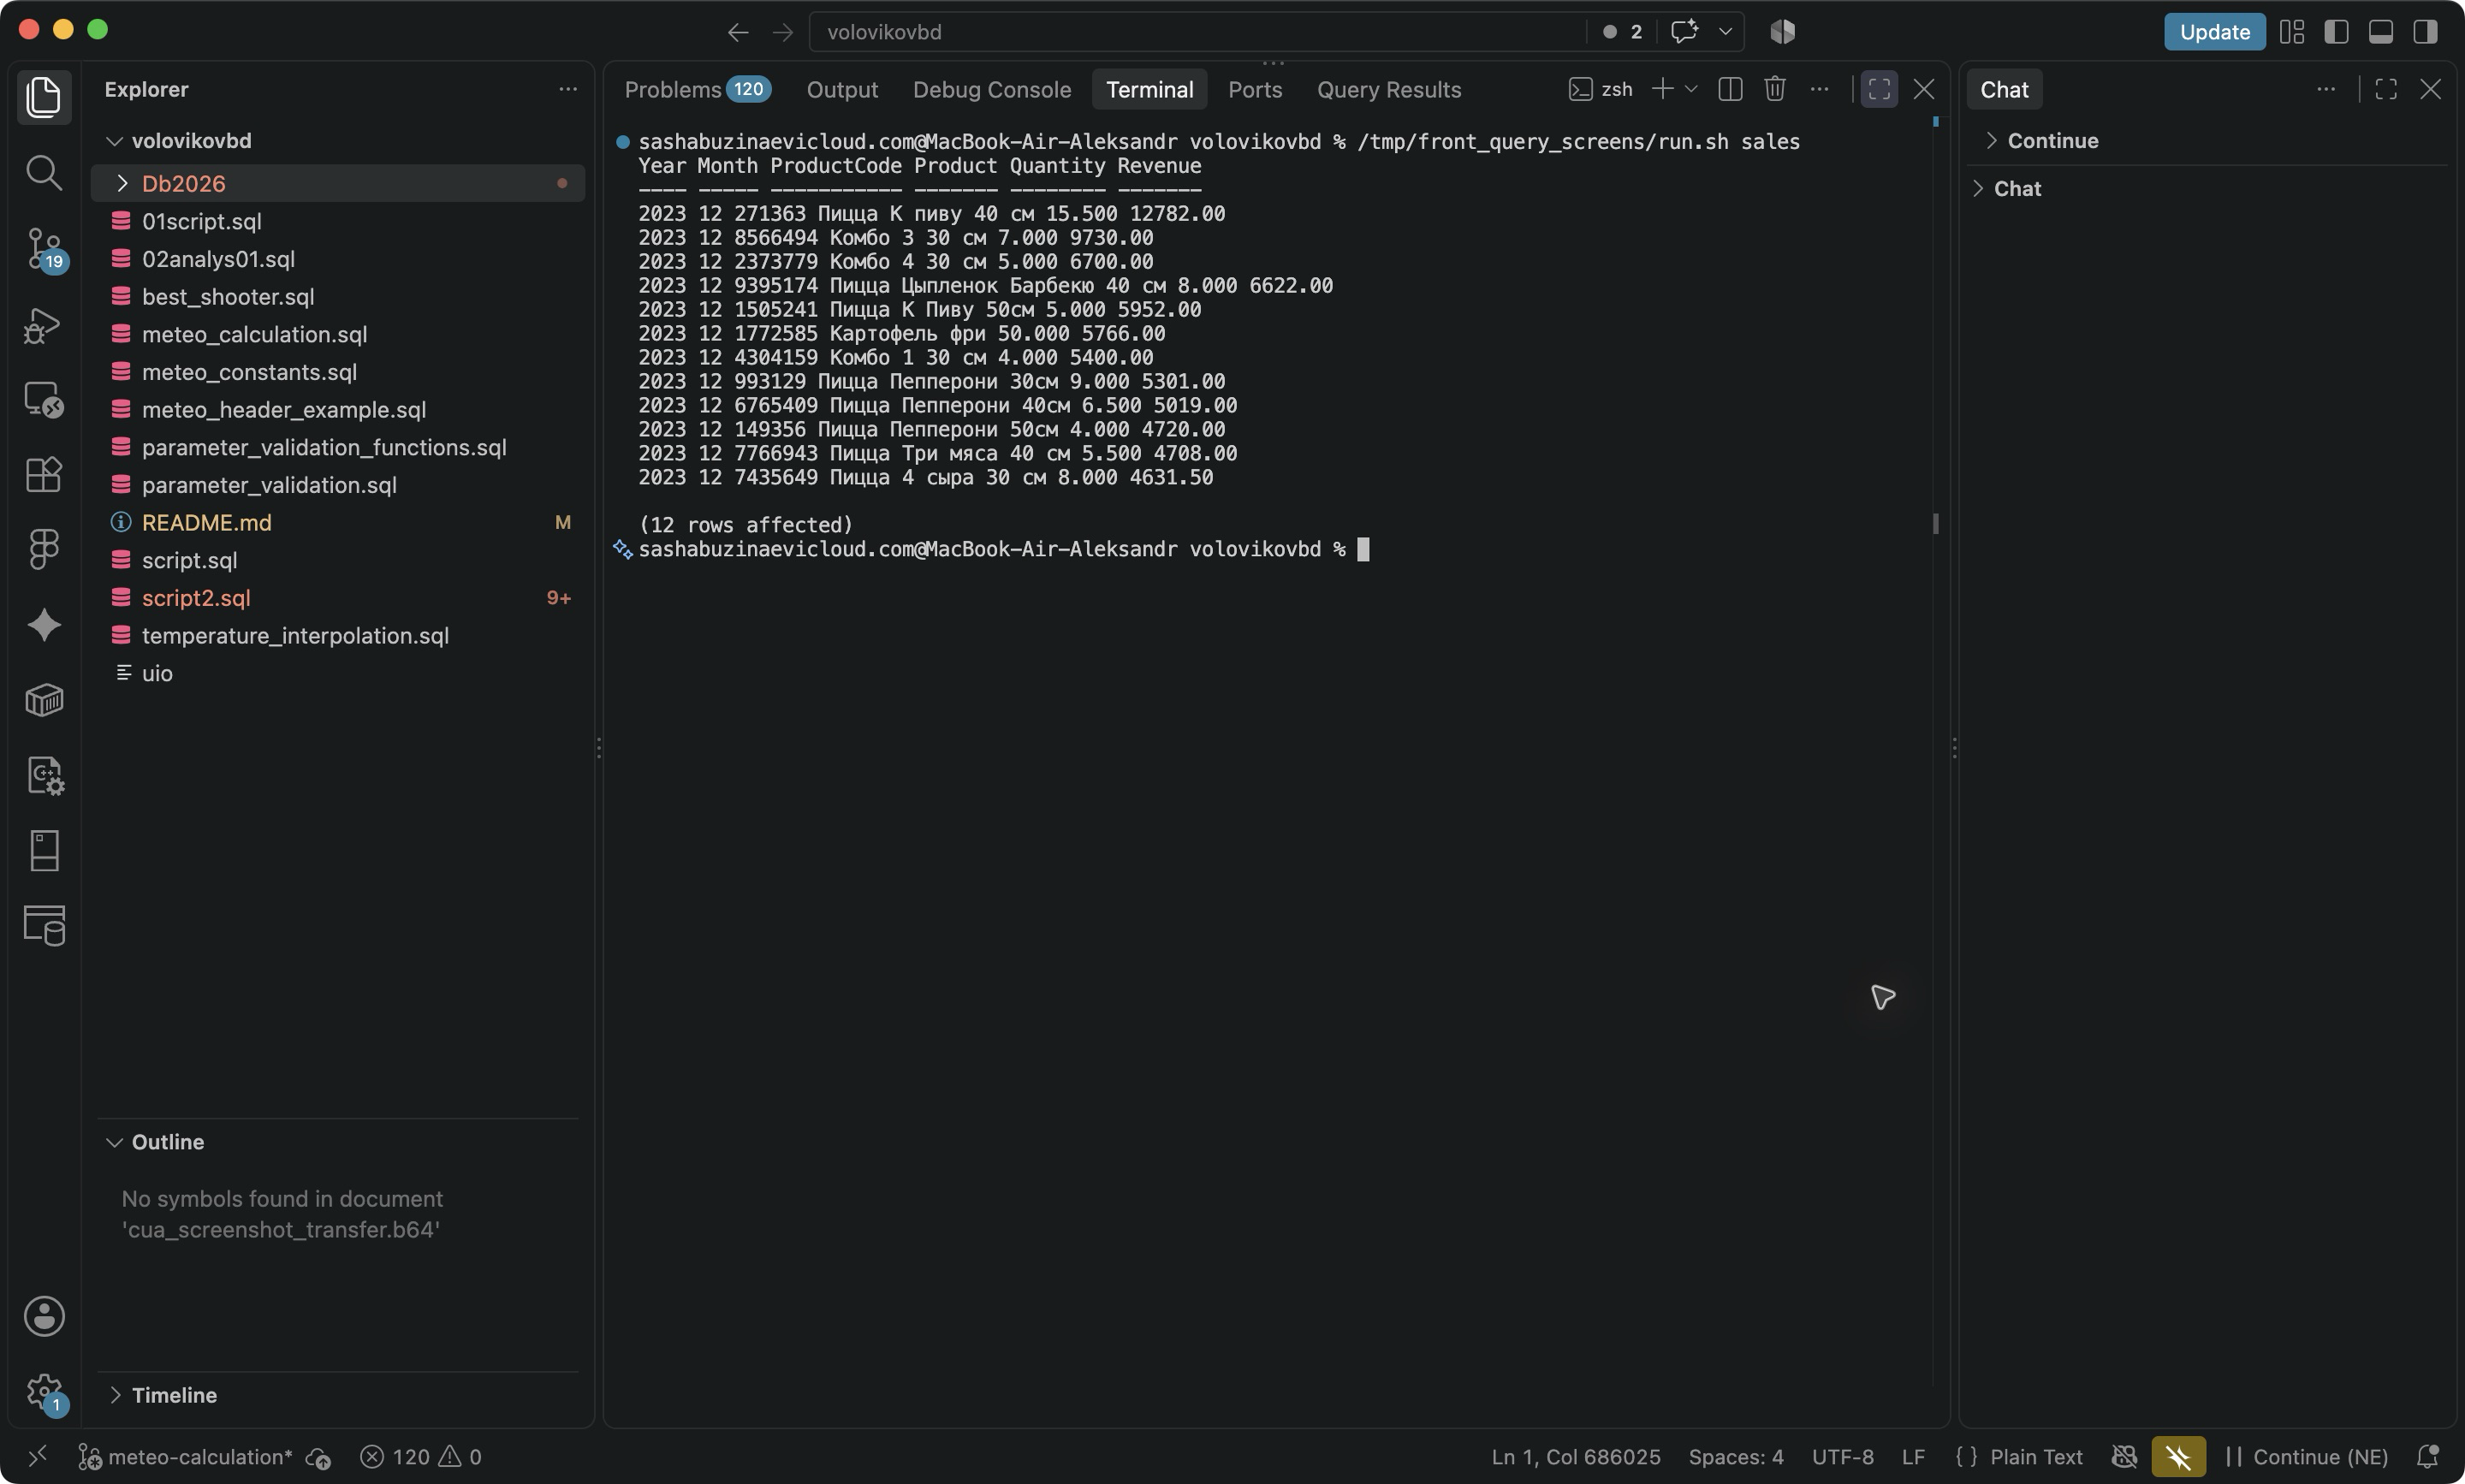 volovikovbd
2
Update
Explorer
volovikovbd
Db2026
01script.sql
02analys01.sql
best_shooter.sql
meteo_calculation.sql
meteo_constants.sql
meteo_header_example.sql
parameter_validation_functions.sql
parameter_validation.sql
README.md M
script.sql
script2.sql 9+
temperature_interpolation.sql
uio
19
Outline
No symbols found in document
'cua_screenshot_transfer.b64'
Timeline
1
Problems 120 Output Debug Console Terminal Ports Query Results zsh
sashabuzinaevicloud.com@MacBook-Air-Aleksandr volovikovbd % /tmp/front_query_screens/run.sh sales
Year Month ProductCode Product Quantity Revenue
---- ----- ----------- ------- -------- -------
2023 12 271363 Пицца К пиву 40 см 15.500 12782.00
2023 12 8566494 Комбо 3 30 см 7.000 9730.00
2023 12 2373779 Комбо 4 30 см 5.000 6700.00
2023 12 9395174 Пицца Цыпленок Барбекю 40 см 8.000 6622.00
2023 12 1505241 Пицца К Пиву 50см 5.000 5952.00
2023 12 1772585 Картофель фри 50.000 5766.00
2023 12 4304159 Комбо 1 30 см 4.000 5400.00
2023 12 993129 Пицца Пепперони 30см 9.000 5301.00
2023 12 6765409 Пицца Пепперони 40см 6.500 5019.00
2023 12 149356 Пицца Пепперони 50см 4.000 4720.00
2023 12 7766943 Пицца Три мяса 40 см 5.500 4708.00
2023 12 7435649 Пицца 4 сыра 30 см 8.000 4631.50
(12 rows affected)
sashabuzinaevicloud.com@MacBook-Air-Aleksandr volovikovbd %
Chat
Continue
Chat
meteo-calculation* 120 0
Ln 1, Col 686025 Spaces: 4 UTF-8 LF { } Plain Text Continue (NE)